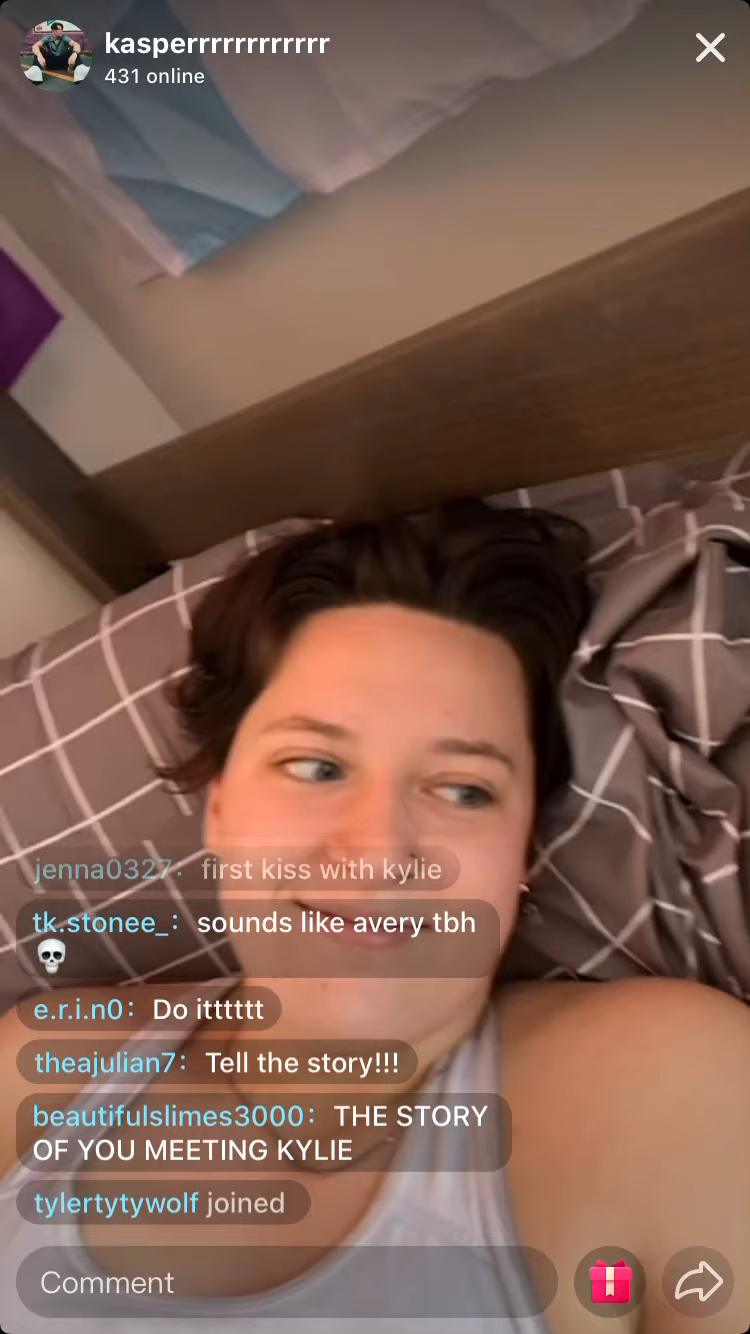 kasperrrrrrrrrrrr
431 online
jenna0327: first kiss with kylie
tk.stonee_: sounds like avery tbh
💀
e.r.i.n0: Do itttttt
theajulian7: Tell the story!!!
beautifulslimes3000: THE STORY
OF YOU MEETING KYLIE
tylertytywolf joined
Comment